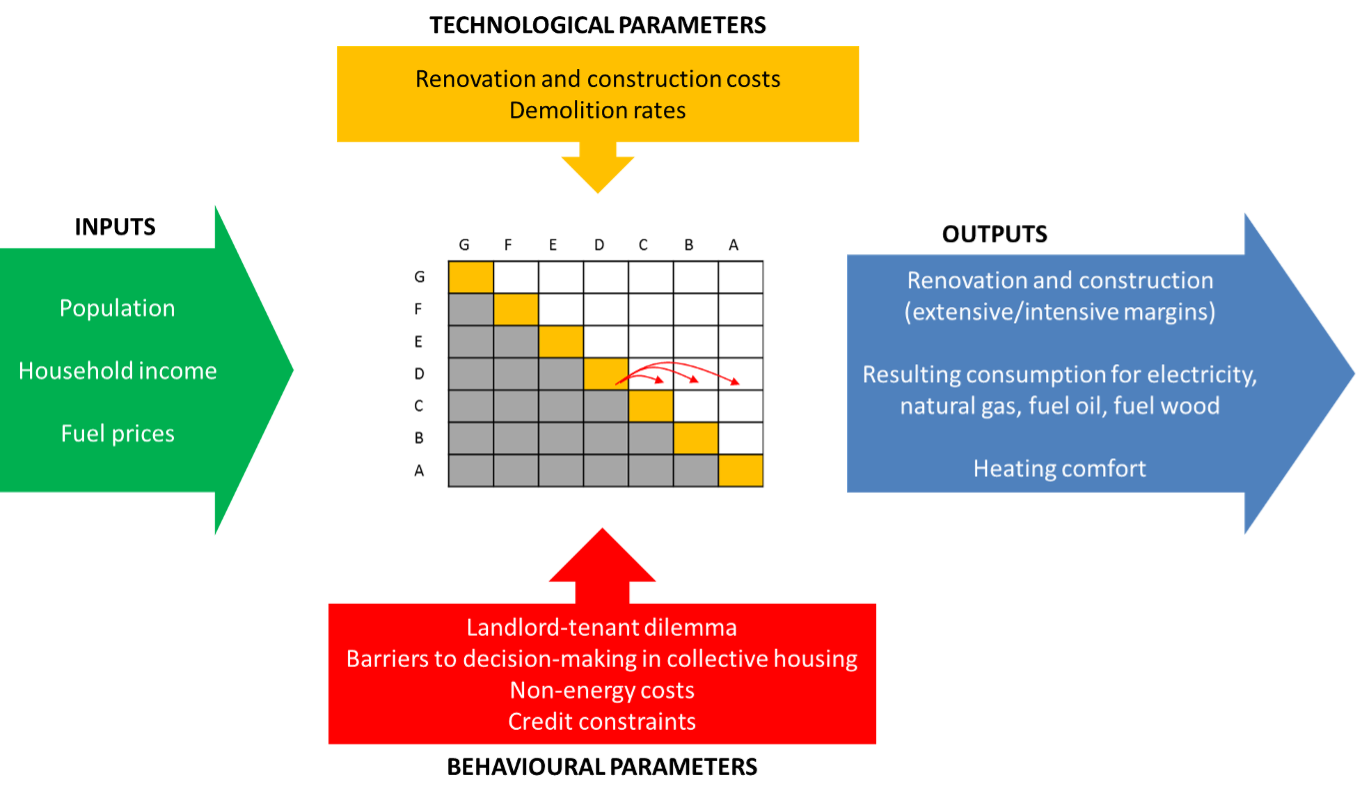 TECHNOLOGICAL PARAMETERS
Renovation and construction costs
Demolition rates
INPUTS
Population
Household income
Fuel prices
G F E D C B A
G
F
E
D
C
B
A
OUTPUTS
Renovation and construction
(extensive/intensive margins)
Resulting consumption for electricity,
natural gas, fuel oil, fuel wood
Heating comfort
Landlord-tenant dilemma
Barriers to decision-making in collective housing
Non-energy costs
Credit constraints
BEHAVIOURAL PARAMETERS